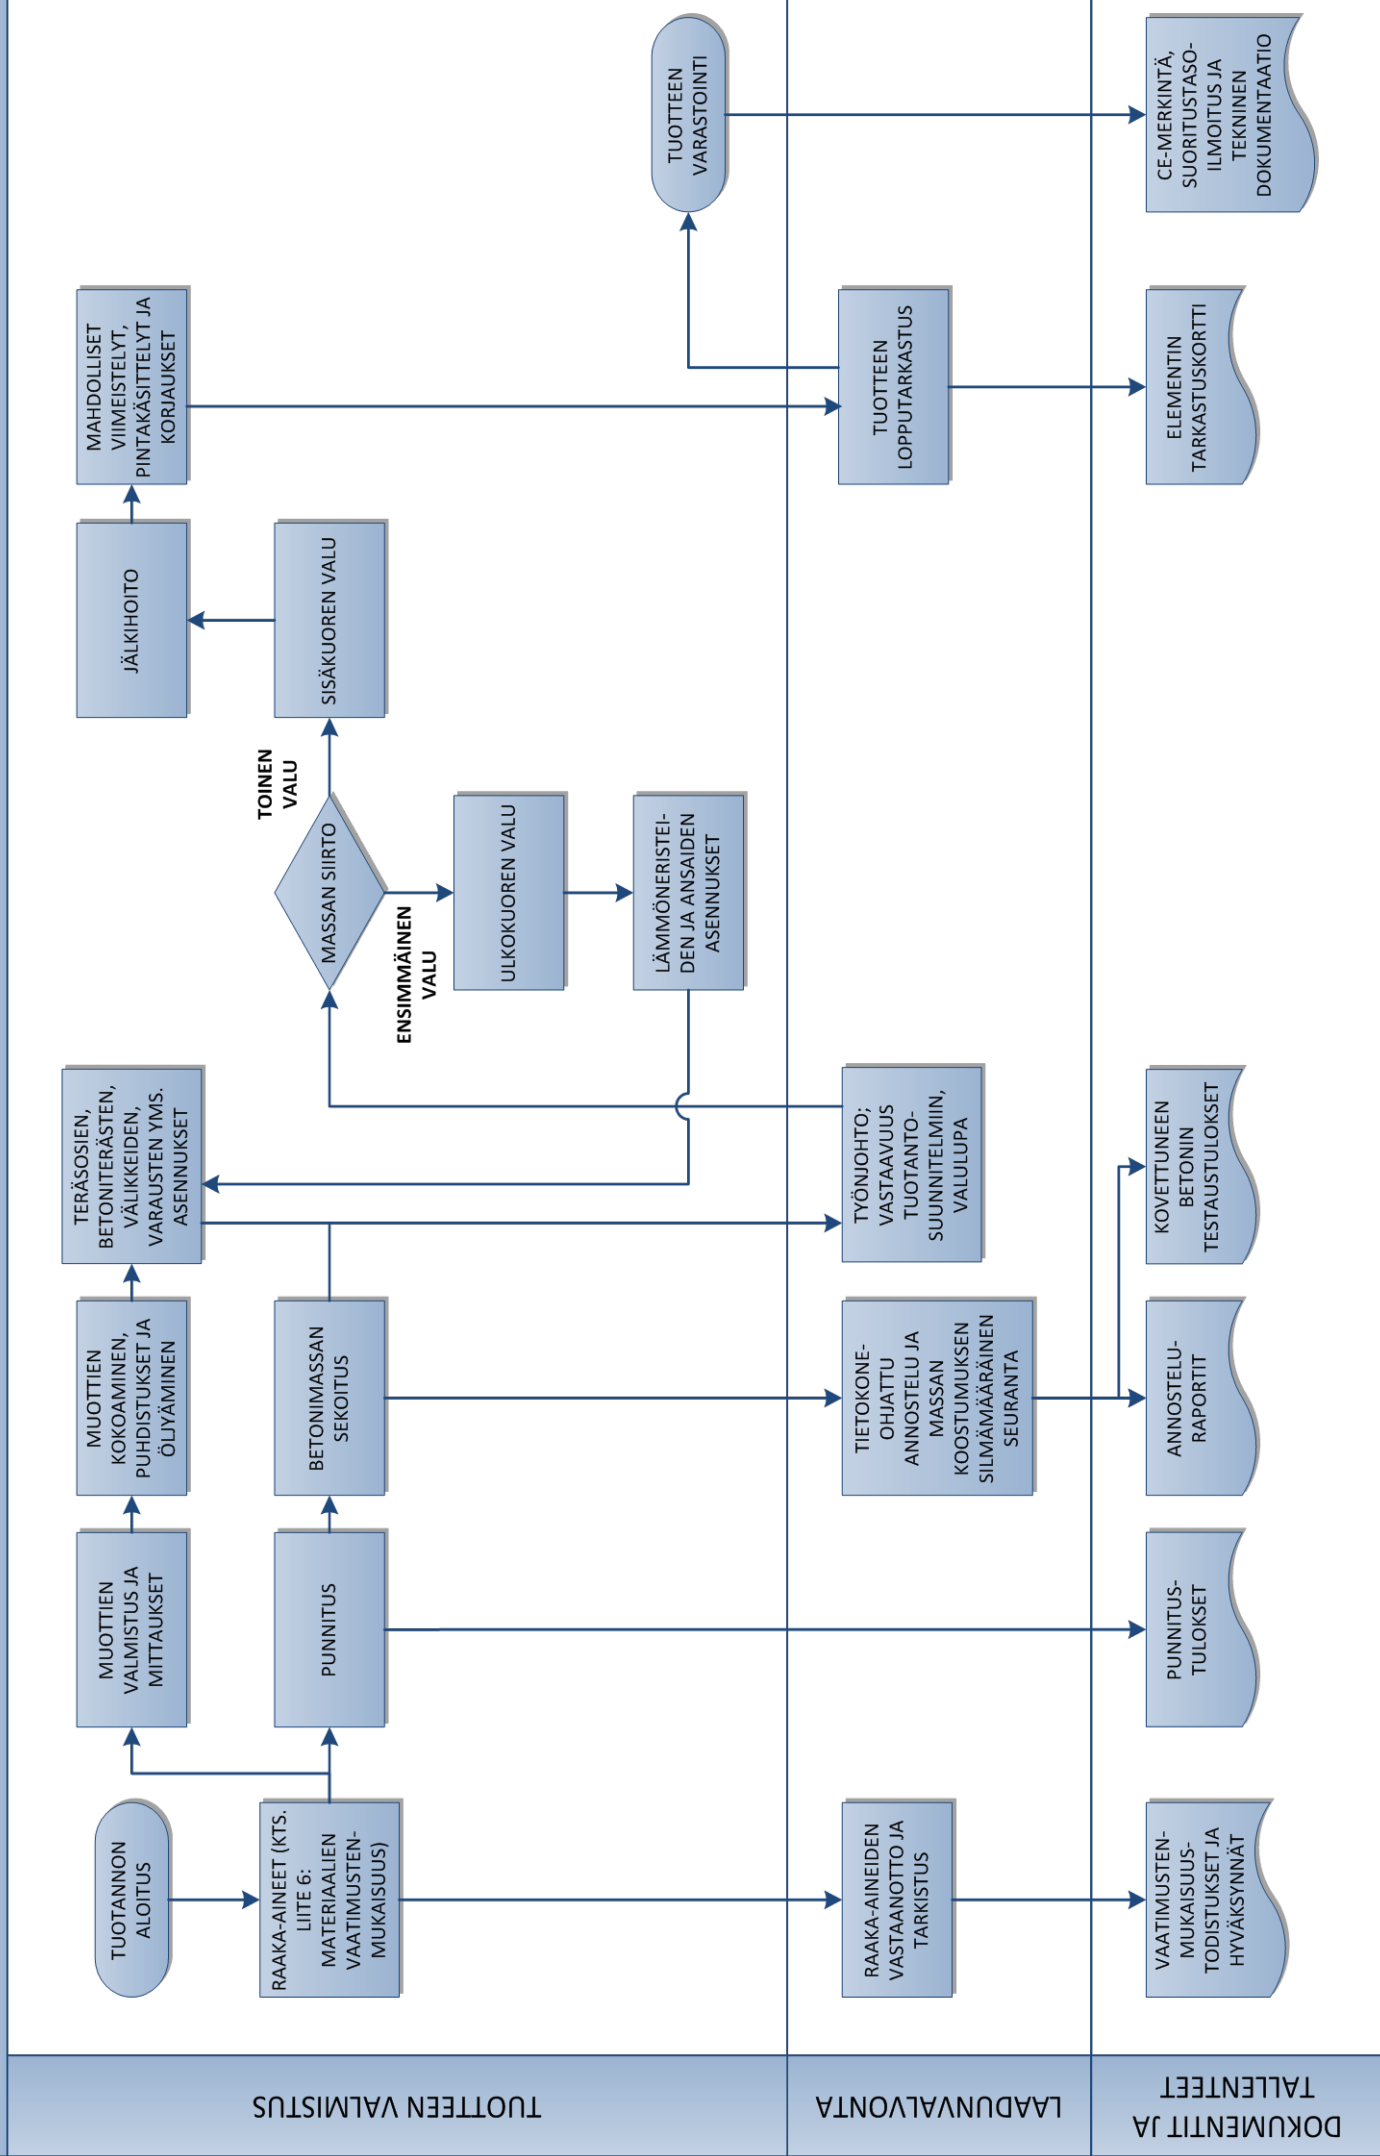 TUOTTEEN VALMISTUS
TUOTANNON
ALOITUS
RAAKA-AINEET (KTS.
LIITE 6:
MATERIAALIEN
VAATIMUSTEN-
MUKAISUUS)
MUOTTIEN
VALMISTUS JA
MITTAUKSET
PUNNITUS
MUOTTIEN
KOKOAMINEN,
PUHDISTUKSET JA
ÖLJYÄMINEN
BETONIMASSAN
SEKOITUS
TERÄSOSIEN,
BETONITERÄSTEN,
VÄLIKKEIDEN,
VARAUSTEN YMS.
ASENNUKSET
MASSAN SIIRTO
ENSIMMÄINEN
VALU
TOINEN
VALU
ULKOKUOREN VALU
LÄMMÖNERISTEI-
DEN JA ANSAIDEN
ASENNUKSET
SISÄKUOREN VALU
JÄLKIHOITO
MAHDOLLISET
VIIMEISTELYT,
PINTAKÄSITTELYT JA
KORJAUKSET
TUOTTEEN
VARASTOINTI
LAADUNVALVONTA
RAAKA-AINEIDEN
VASTAANOTTO JA
TARKISTUS
TIETOKONE-
OHJATTU
ANNOSTELU JA
MASSAN
KOOSTUMUKSEN
SILMÄMÄÄRÄINEN
SEURANTA
TYÖNJOHTO;
VASTAAVUUS
TUOTANTO-
SUUNNITELMIIN,
VALULUPA
TUOTTEEN
LOPPUTARKASTUS
DOKUMENTIT JA
TALLENTEET
VAATIMUSTEN-
MUKAISUUS-
TODISTUKSET JA
HYVÄKSYNNÄT
PUNNITUS-
TULOKSET
ANNOSTELU-
RAPORTIT
KOVETTUNEEN
BETONIN
TESTAUSTULOKSET
ELEMENTIN
TARKASTUSKORTTI
CE-MERKINTÄ,
SUORITUSTASO-
ILMOITUS JA
TEKNINEN
DOKUMENTAATIO